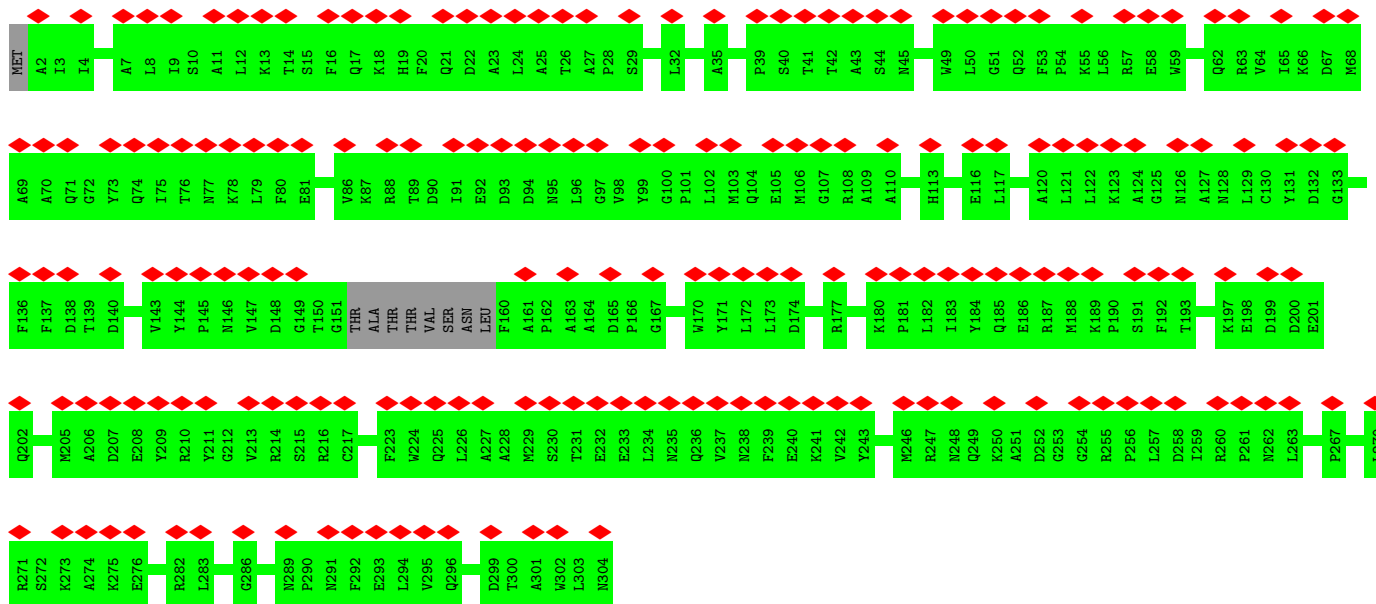 MET A2 I3 I4 A7 L8 I9 S10 A11 L12 K13 T14 S15 F16 Q17 K18 H19 F20 Q21 D22 A23 L24 A25 T26 A27 P28 S29 L32 A35 P39 S40 T41 T42 A43 S44 N45 W49 L50 G51 Q52 F53 P54 K55 L56 R57 E58 W59 Q62 R63 V64 I65 K66 D67 M68
A69 A70 Q71 G72 Y73 Q74 I75 T76 N77 K78 L79 F80 E81 V86 K87 R88 T89 D90 I91 E92 D93 D94 N95 L96 G97 V98 Y99 G100 P101 L102 M103 Q104 E105 M106 G107 R108 A109 A110 H113 E116 L117 A120 L121 L122 K123 A124 G125 N126 A127 N128 L129 C130 Y131 D132 G133
F136 F137 D138 T139 D140 V143 Y144 P145 N146 V147 D148 G149 T150 G151 THR ALA THR THR VAL SER ASN LEU F160 A161 P162 A163 A164 D165 P166 G167 W170 Y171 L172 L173 D174 R177 K180 P181 L182 I183 Y184 Q185 E186 R187 M188 K189 P190 S191 F192 T193 K197 E198 D199 D200 E201
Q202 M205 A206 D207 E208 Y209 R210 Y211 G212 V213 R214 S215 R216 C217 F223 W224 Q225 L226 A227 A228 M229 S230 T231 E232 E233 L234 N235 Q236 V237 N238 F239 E240 K241 V242 Y243 M246 R247 N248 Q249 K250 A251 D252 G253 G254 R255 P256 L257 D258 I259 R260 P261 N262 L263 P267
R271 S272 K273 A274 K275 E276 R282 L283 G286 N289 P290 N291 F292 E293 L294 V295 Q296 D299 T300 A301 W302 L303 N304